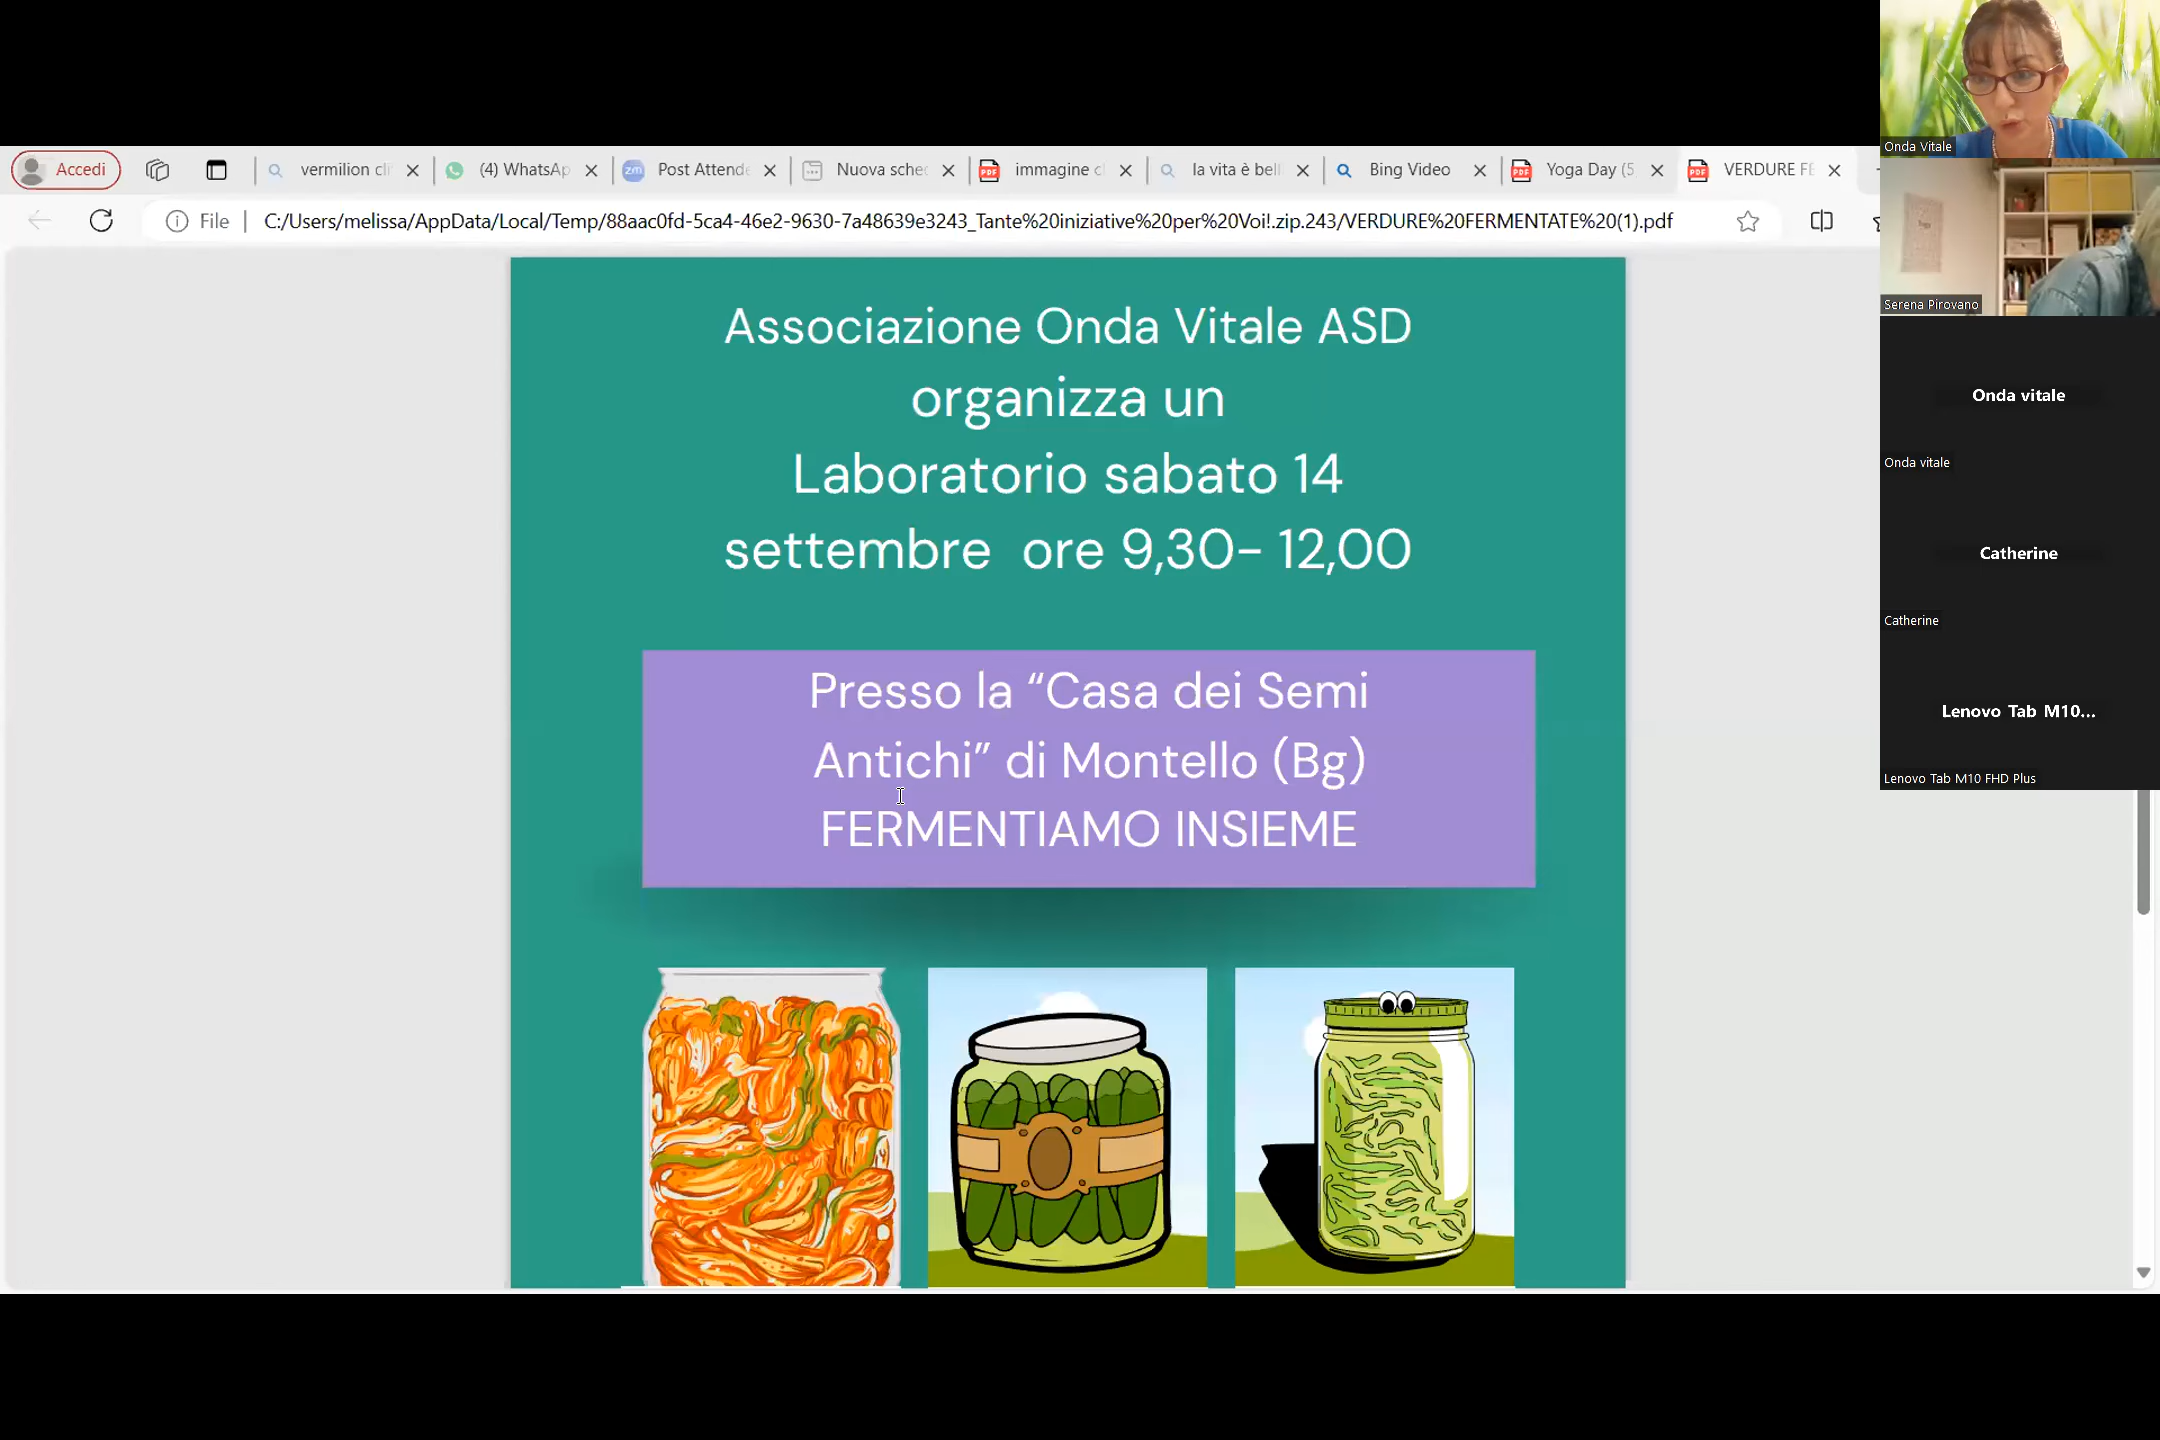 Accedi
vermilion cli
(4) WhatsAp
Post Attende
Nuova sche
immagine c
la vita è bell
Bing Video
Yoga Day (5
VERDURE FE
File
C:/Users/melissa/AppData/Local/Temp/88aac0fd-5ca4-46e2-9630-7a48639e3243_Tante%20iniziative%20per%20Voi!.zip.243/VERDURE%20FERMENTATE%20(1).pdf
Associazione Onda Vitale ASD
organizza un
Laboratorio sabato 14
settembre ore 9,30- 12,00
Presso la “Casa dei Semi
Antichi” di Montello (Bg)
FERMENTIAMO INSIEME
Onda Vitale
Serena Pirovano
Onda vitale
Onda vitale
Catherine
Catherine
Lenovo Tab M10...
Lenovo Tab M10 FHD Plus